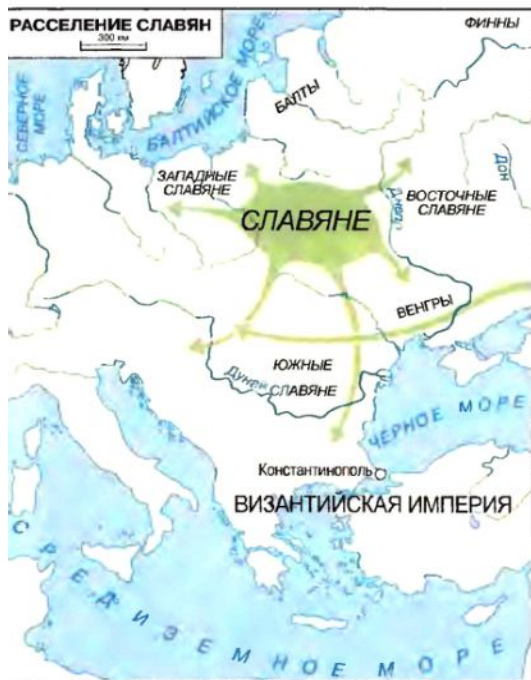 РАССЕЛЕНИЕ СЛАВЯН
300 км
ФИННЫ
СЕВЕРНОЕ
МОРЕ
БАЛТИЙСКОЕ МОРЕ
БАЛТЫ
ЗАПАДНЫЕ
СЛАВЯНЕ
Дон
Днепр
ВОСТОЧНЫЕ
СЛАВЯНЕ
СЛАВЯНЕ
ВЕНГРЫ
ЮЖНЫЕ
СЛАВЯНЕ
Дунай
ЧЕРНОЕ МОРЕ
Константинополь
ВИЗАНТИЙСКАЯ ИМПЕРИЯ
СРЕДИЗЕМНОЕ МОРЕ